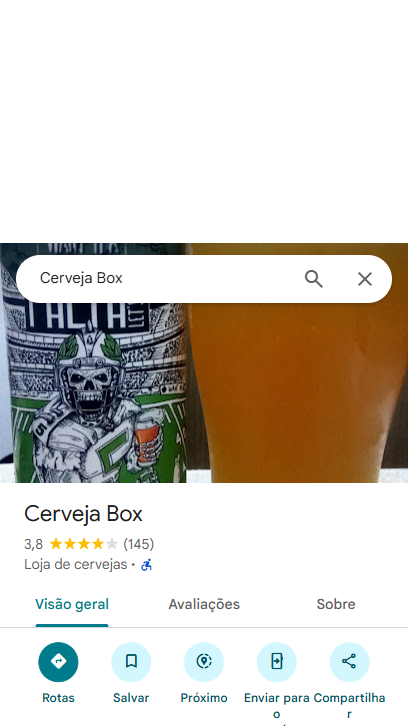 Cerveja Box
ITALIA
Cerveja Box
3,8 (145)
Loja de cervejas •
Visão geral
Avaliações
Sobre
Rotas
Salvar
Próximo
Enviar para o
Compartilhar